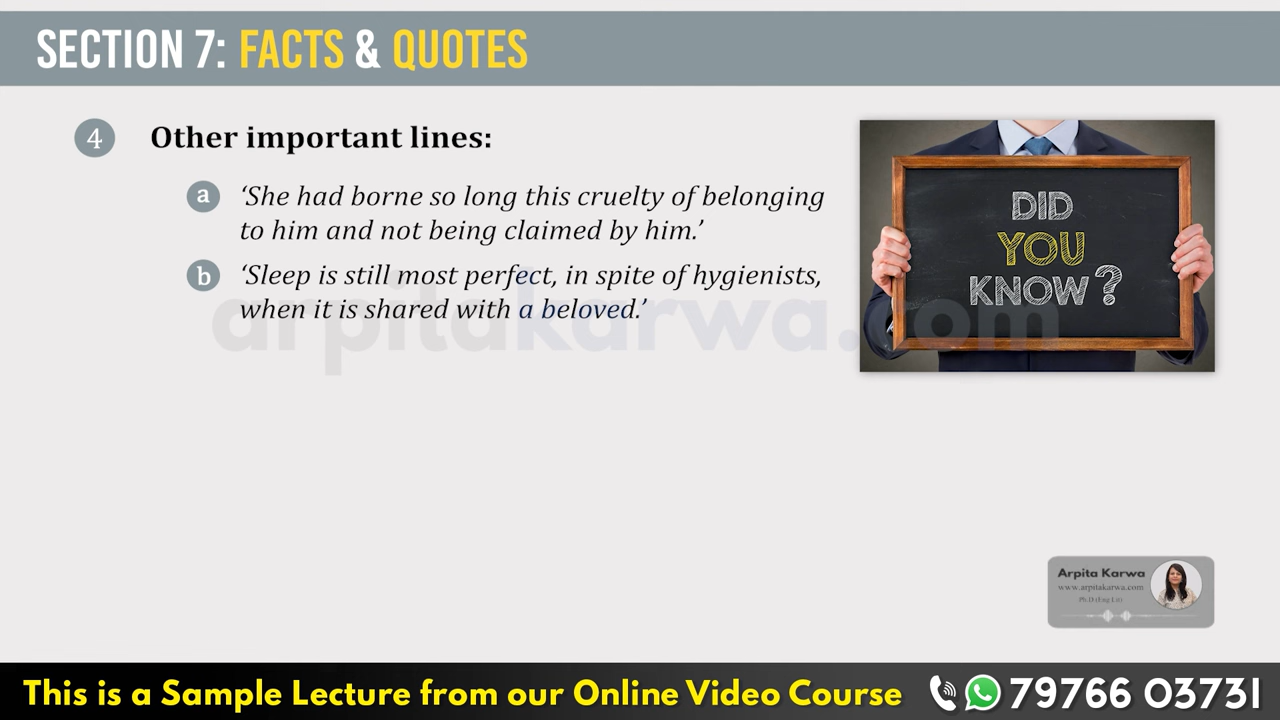 SECTION 7: FACTS & QUOTES
4 Other important lines:
a ‘She had borne so long this cruelty of belonging
to him and not being claimed by him.’
b ‘Sleep is still most perfect, in spite of hygienists,
when it is shared with a beloved.’
DID
YOU
KNOW?
arpitakarwa.com
Arpita Karwa
www.arpitakarwa.com
Ph.D (Eng Lit)
This is a Sample Lecture from our Online Video Course 79766 03731